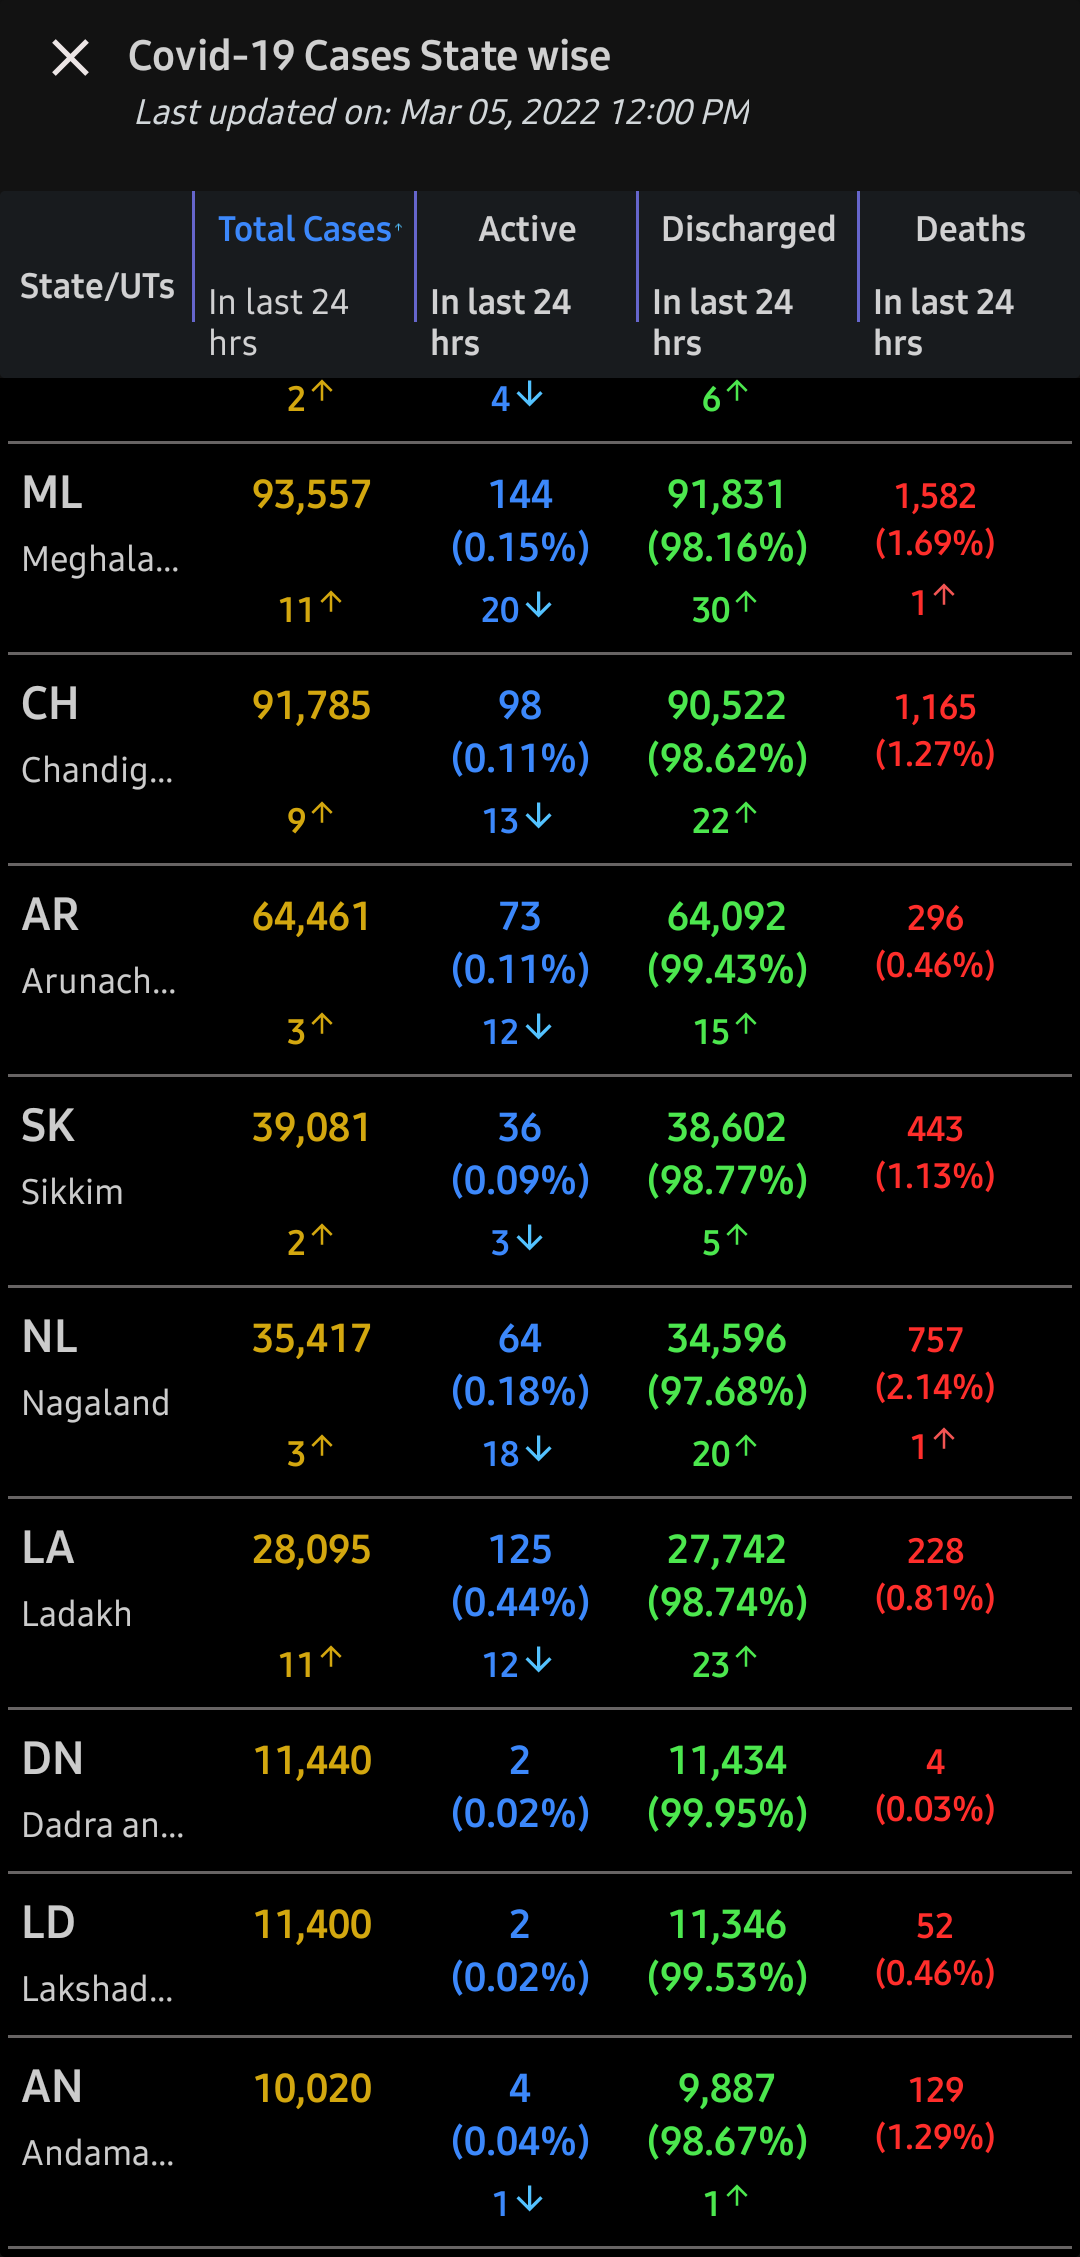 Covid-19 Cases State wise
Last updated on: Mar 05, 2022 12:00 PM
State/UTs Total Cases↑ Active Discharged Deaths
In last 24 hrs In last 24 hrs In last 24 hrs In last 24 hrs
2↑ 4↓ 6↑
ML 93,557 144 91,831 1,582
Meghala... (0.15%) (98.16%) (1.69%)
11↑ 20↓ 30↑ 1↑
CH 91,785 98 90,522 1,165
Chandig... (0.11%) (98.62%) (1.27%)
9↑ 13↓ 22↑
AR 64,461 73 64,092 296
Arunach... (0.11%) (99.43%) (0.46%)
3↑ 12↓ 15↑
SK 39,081 36 38,602 443
Sikkim (0.09%) (98.77%) (1.13%)
2↑ 3↓ 5↑
NL 35,417 64 34,596 757
Nagaland (0.18%) (97.68%) (2.14%)
3↑ 18↓ 20↑ 1↑
LA 28,095 125 27,742 228
Ladakh (0.44%) (98.74%) (0.81%)
11↑ 12↓ 23↑
DN 11,440 2 11,434 4
Dadra an... (0.02%) (99.95%) (0.03%)
LD 11,400 2 11,346 52
Lakshad... (0.02%) (99.53%) (0.46%)
AN 10,020 4 9,887 129
Andama... (0.04%) (98.67%) (1.29%)
1↓ 1↑